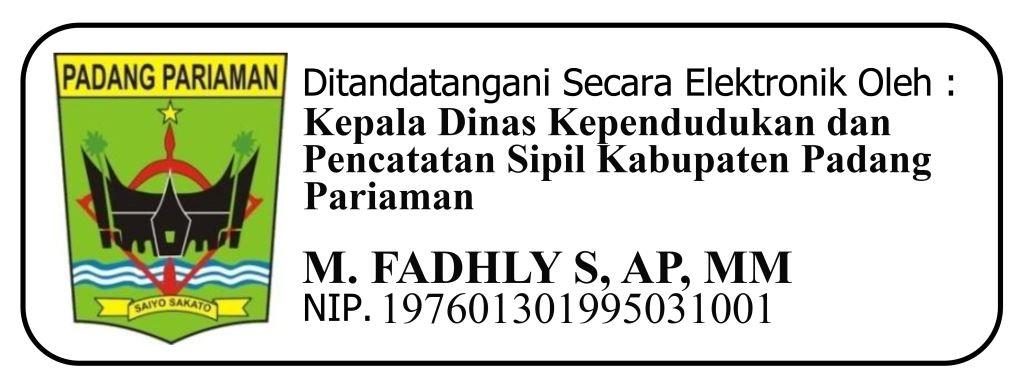 PADANG PARIAMAN
SAIYO SAKATO
Ditandatangani Secara Elektronik Oleh :
Kepala Dinas Kependudukan dan
Pencatatan Sipil Kabupaten Padang
Pariaman
M. FADHLY S, AP, MM
NIP. 197601301995031001